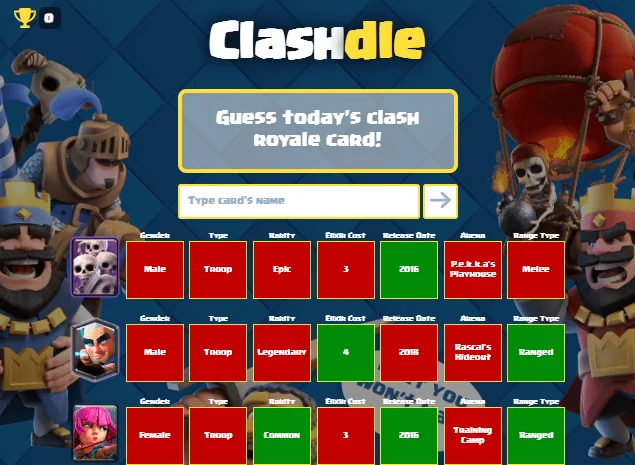 0
Clashdle
Guess today's clash
royale card!
Type card's name
Gender Type Rarity Elixir Cost Release Date Arena Range Type
Male Troop Epic 3 2016 P.e.k.k.a's Playhouse Melee
Gender Type Rarity Elixir Cost Release Date Arena Range Type
Male Troop Legendary 4 2018 Rascal's Hideout Ranged
Gender Type Rarity Elixir Cost Release Date Arena Range Type
Female Troop Common 3 2016 Training Camp Ranged